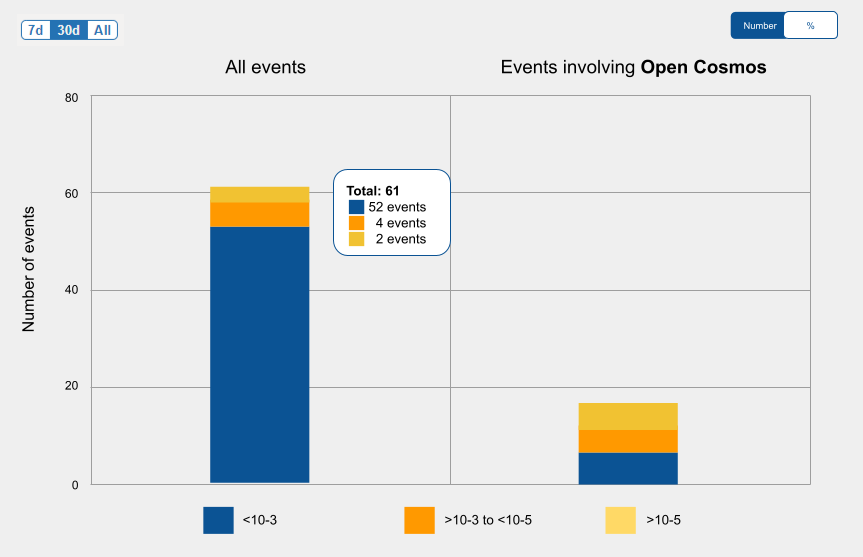 7d 30d All
Number %
All events
Events involving Open Cosmos
80
60
40
20
0
Number of events
Total: 61
52 events
4 events
2 events
<10-3
>10-3 to <10-5
>10-5